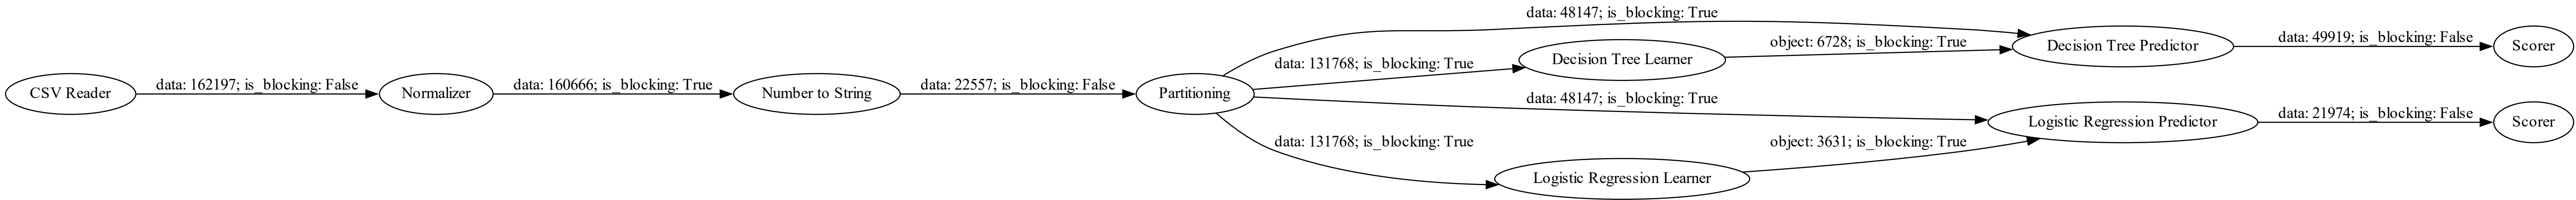 data: 48147; is_blocking: True
data: 131768; is_blocking: True
Decision Tree Learner
object: 6728; is_blocking: True
Decision Tree Predictor
data: 49919; is_blocking: False
Scorer
CSV Reader
data: 162197; is_blocking: False
Normalizer
data: 160666; is_blocking: True
Number to String
data: 22557; is_blocking: False
Partitioning
data: 48147; is_blocking: True
Logistic Regression Predictor
data: 21974; is_blocking: False
Scorer
data: 131768; is_blocking: True
object: 3631; is_blocking: True
Logistic Regression Learner